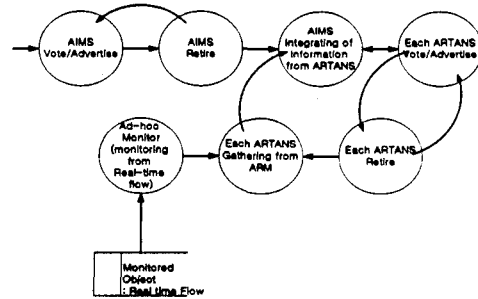 AIMS
Vote/Advertise
AIMS
Retire
AIMS
Integrating of
Information
from ARTANS
Each ARTANS
Vote/Advertise
Ad-hoc
Monitor
(monitoring
from
Real-time
flow)
Each ARTANS
Gathering from
ARM
Each ARTANS
Retire
Monitored
Object
: Real time Flow